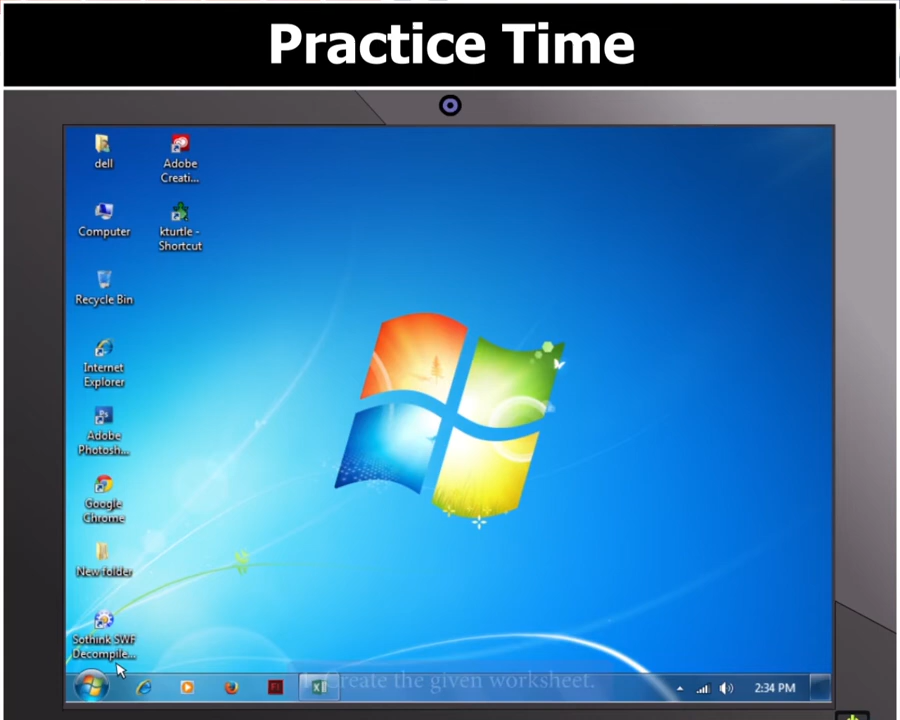 Practice Time
dell
Adobe
Creati...
Computer
kturtle -
Shortcut
Recycle Bin
Internet
Explorer
Ps
Adobe
Photosh...
Google
Chrome
New folder
Sothink SWF
Decompile...
Create the given worksheet.
2:34 PM